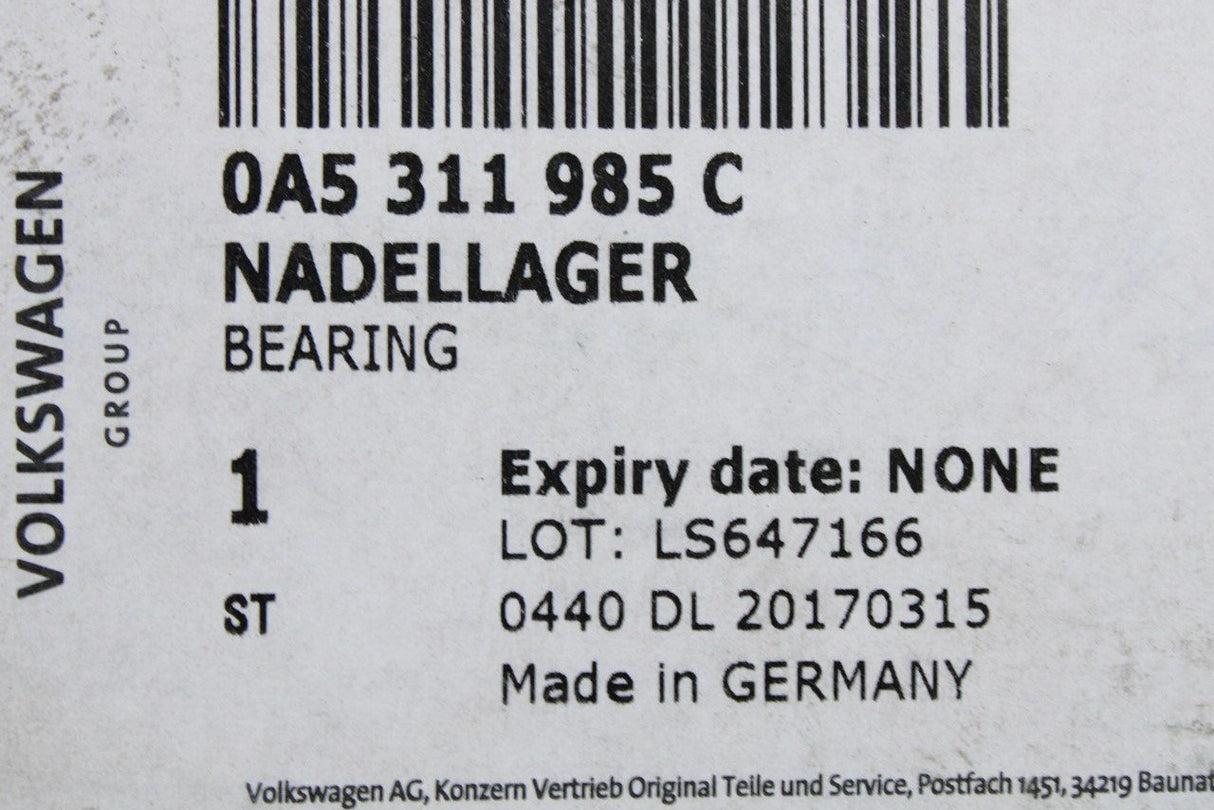 0A5 311 985 C
NADELLAGER
BEARING
1
Expiry date: NONE
LOT: LS647166
ST
0440 DL 20170315
Made in GERMANY
Volkswagen AG, Konzern Vertrieb Original Teile und Service, Postfach 1451, 34219 Baunat
VOLKSWAGEN
GROUP